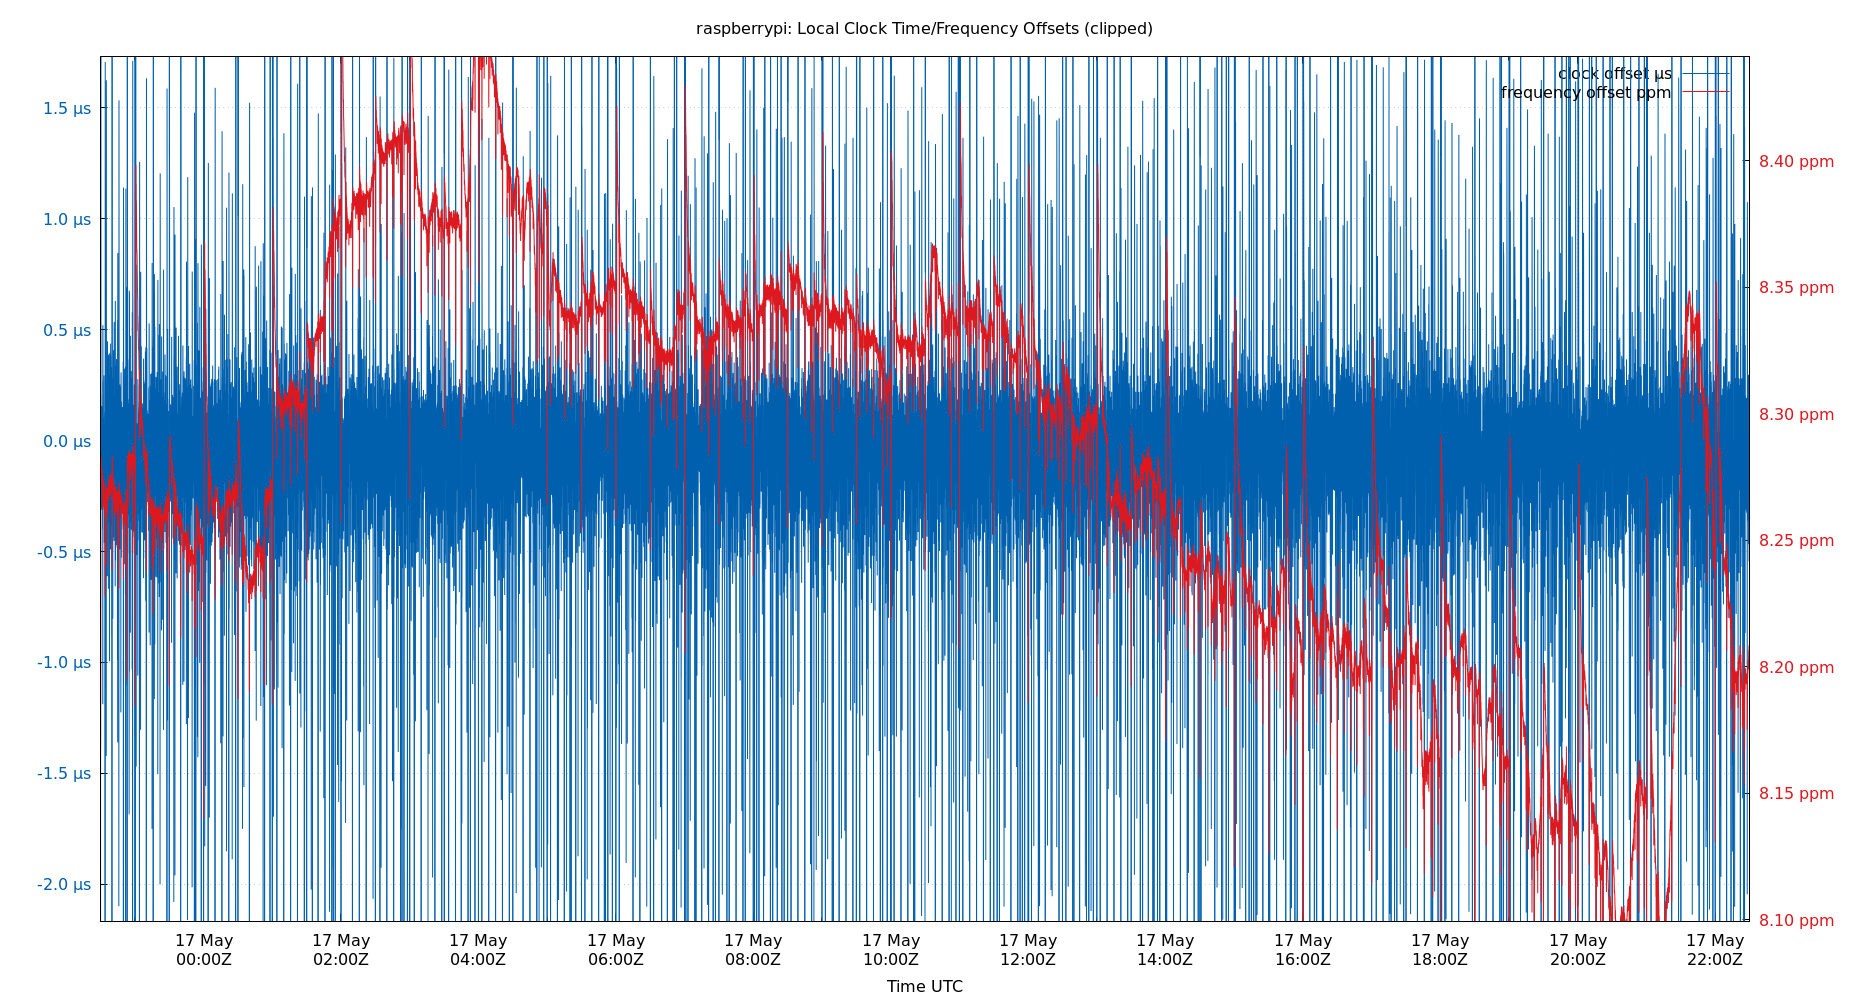 raspberrypi: Local Clock Time/Frequency Offsets (clipped)
clock offset µs
frequency offset ppm
1.5 µs
1.0 µs
0.5 µs
0.0 µs
-0.5 µs
-1.0 µs
-1.5 µs
-2.0 µs
8.40 ppm
8.35 ppm
8.30 ppm
8.25 ppm
8.20 ppm
8.15 ppm
8.10 ppm
17 May 17 May 17 May 17 May 17 May 17 May 17 May 17 May 17 May 17 May 17 May 17 May
00:00Z 02:00Z 04:00Z 06:00Z 08:00Z 10:00Z 12:00Z 14:00Z 16:00Z 18:00Z 20:00Z 22:00Z
Time UTC